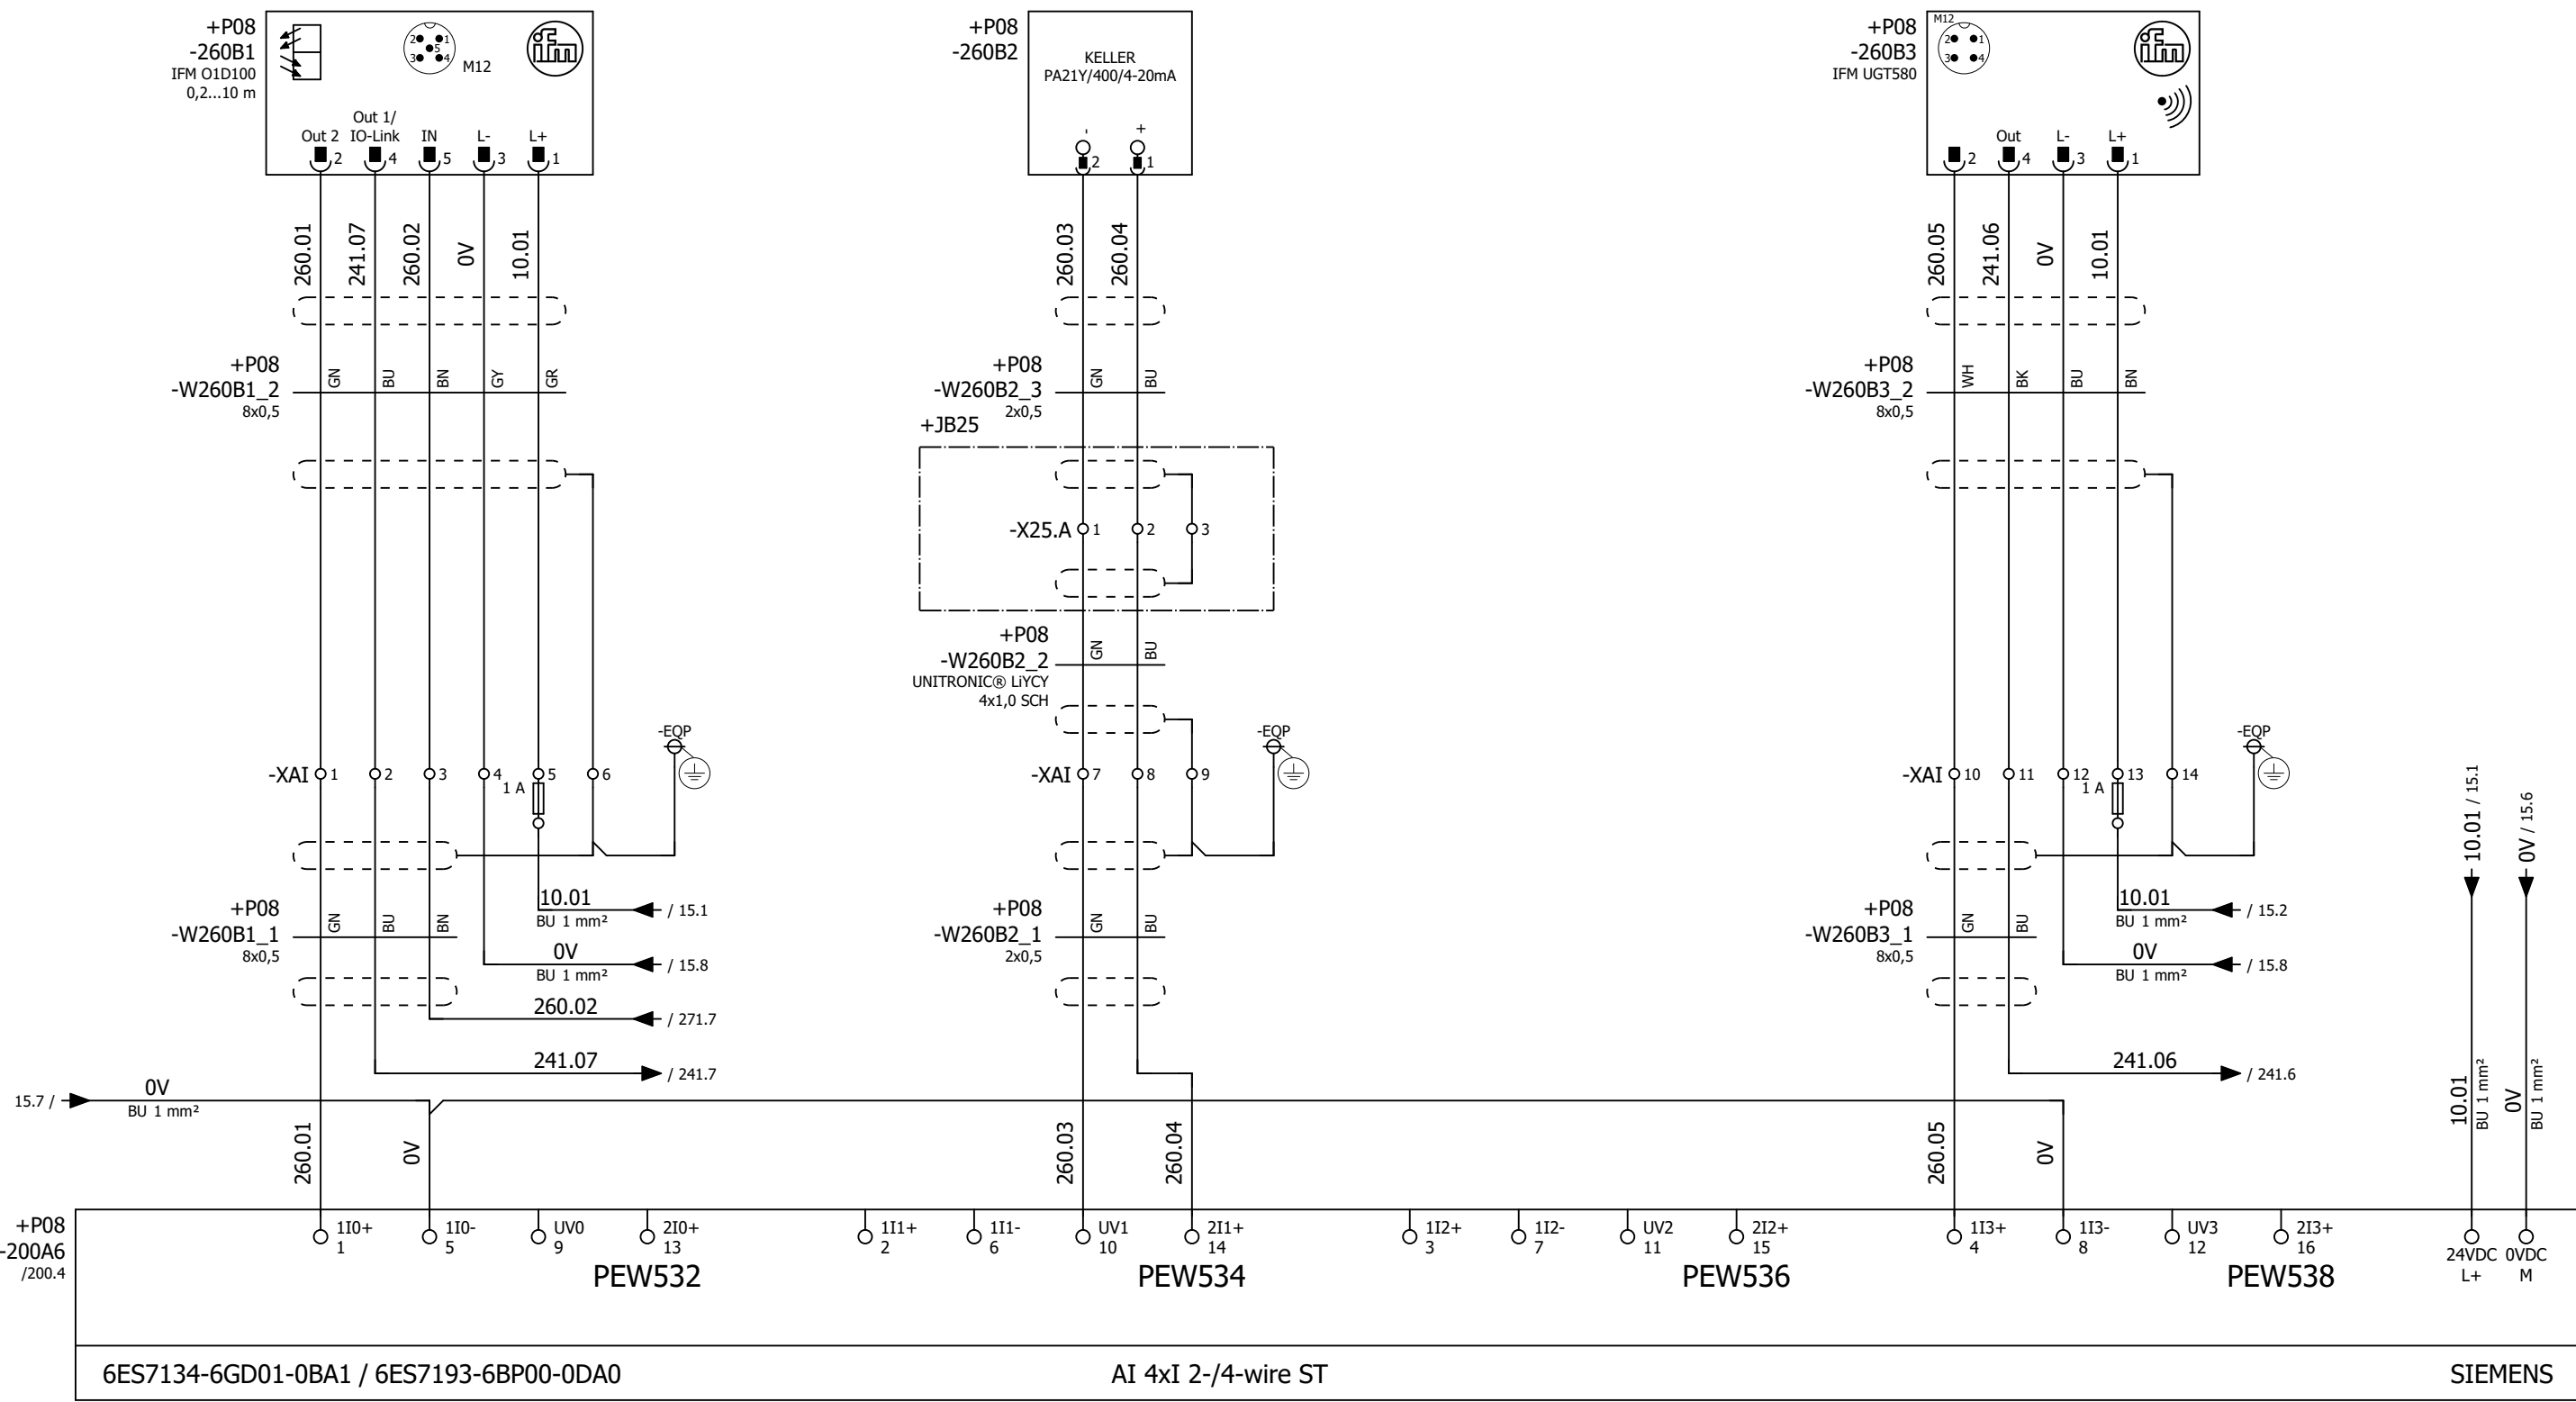 +P08
-260B1
IFM O1D100
0,2...10 m
2 1
5
3 4
M12
ifm
Out 1/
Out 2 IO-Link IN L- L+
2 4 5 3 1
+P08
-260B2
KELLER
PA21Y/400/4-20mA
- +
2 1
+P08
-260B3
IFM UGT580
M12
2 1
3 4
ifm
Out L- L+
2 4 3 1
260.01 241.07 260.02 0V 10.01
260.03 260.04
260.05 241.06 0V 10.01
+P08
-W260B1_2
8x0,5
GN BU BN GY GR
+P08
-W260B2_3
2x0,5
GN BU
+P08
-W260B3_2
8x0,5
WH BK BU BN
+JB25
-X25.A 1 2 3
+P08
-W260B2_2
UNITRONIC® LiYCY
4x1,0 SCH
GN BU
-EQP
-XAI 1 2 3 4 5 6
1 A
-EQP
-XAI 7 8 9
-EQP
-XAI 10 11 12 13 14
1 A
10.01 / 15.1
0V / 15.6
+P08
-W260B1_1
8x0,5
GN BU BN
10.01
BU 1 mm²
/ 15.1
0V
BU 1 mm²
/ 15.8
260.02
/ 271.7
241.07
/ 241.7
+P08
-W260B2_1
2x0,5
GN BU
+P08
-W260B3_1
8x0,5
GN BU
10.01
BU 1 mm²
/ 15.2
0V
BU 1 mm²
/ 15.8
241.06
/ 241.6
15.7 /
0V
BU 1 mm²
260.01 0V
260.03 260.04
260.05 0V
10.01
BU 1 mm²
0V
BU 1 mm²
+P08
-200A6
/200.4
1I0+ 1I0- UV0 2I0+ 1I1+ 1I1- UV1 2I1+ 1I2+ 1I2- UV2 2I2+ 1I3+ 1I3- UV3 2I3+
1 5 9 13 2 6 10 14 3 7 11 15 4 8 12 16
24VDC 0VDC
L+ M
PEW532 PEW534 PEW536 PEW538
6ES7134-6GD01-0BA1 / 6ES7193-6BP00-0DA0 AI 4xI 2-/4-wire ST SIEMENS